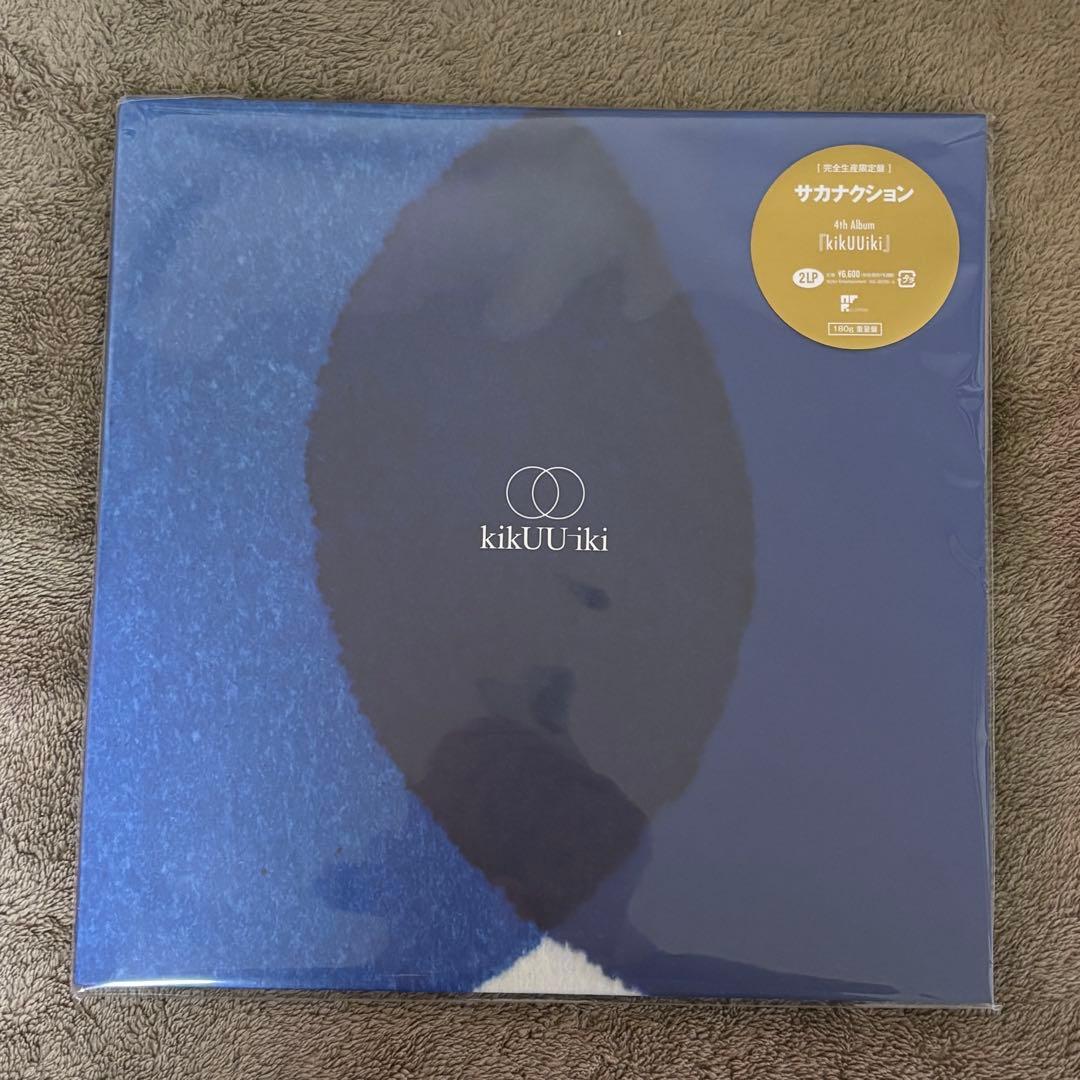 [ 完全生産限定盤 ]
サカナクション
4th Album
『kikUUiki』
2LP
¥6,600
180g 重量盤
kikUU-iki